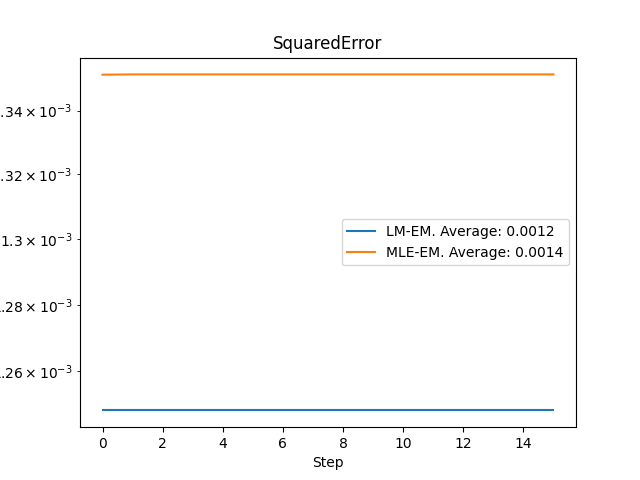 SquaredError
.34 × 10⁻³
.32 × 10⁻³
1.3 × 10⁻³
.28 × 10⁻³
.26 × 10⁻³
LM-EM. Average: 0.0012
MLE-EM. Average: 0.0014
0 2 4 6 8 10 12 14
Step